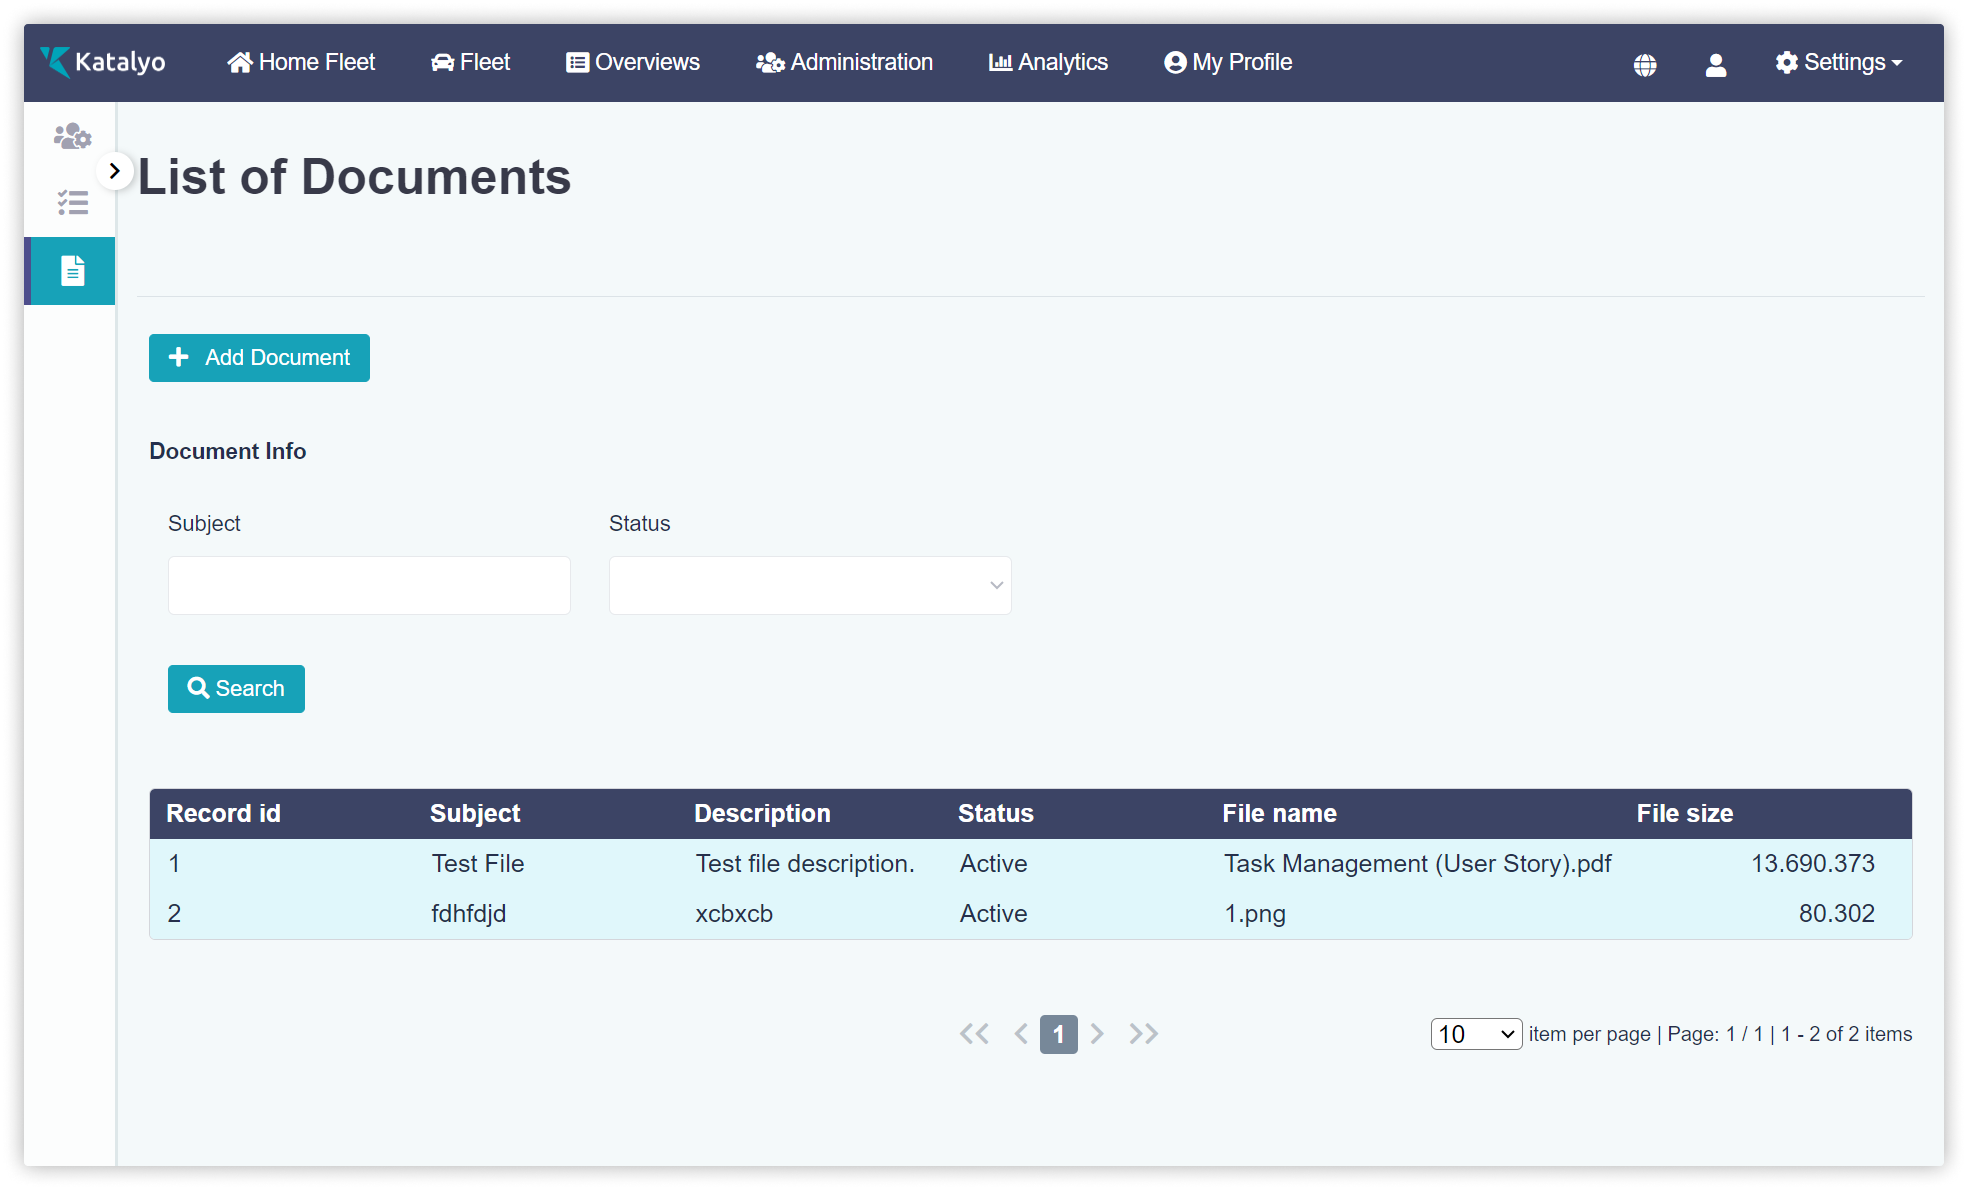 Katalyo Home Fleet Fleet Overviews Administration Analytics My Profile Settings
List of Documents
Add Document
Document Info
Subject Status
Search
Record id Subject Description Status File name File size
1 Test File Test file description. Active Task Management (User Story).pdf 13.690.373
2 fdhfdjd xcbxcb Active 1.png 80.302
1 10 item per page | Page: 1 / 1 | 1 - 2 of 2 items